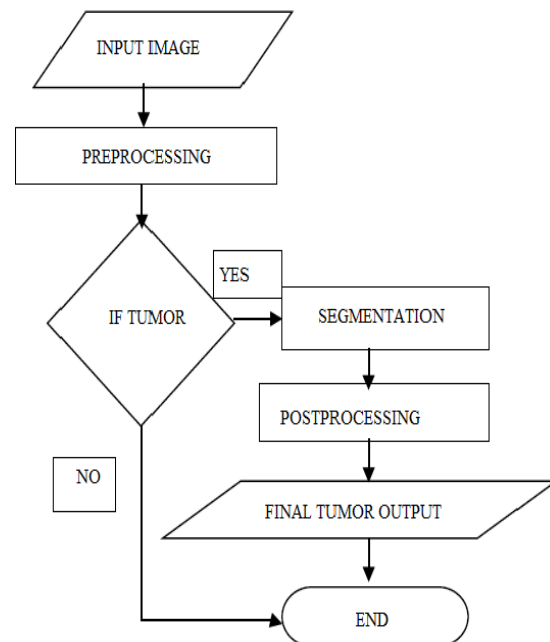 INPUT IMAGE
PREPROCESSING
YES
IF TUMOR
SEGMENTATION
POSTPROCESSING
NO
FINAL TUMOR OUTPUT
END